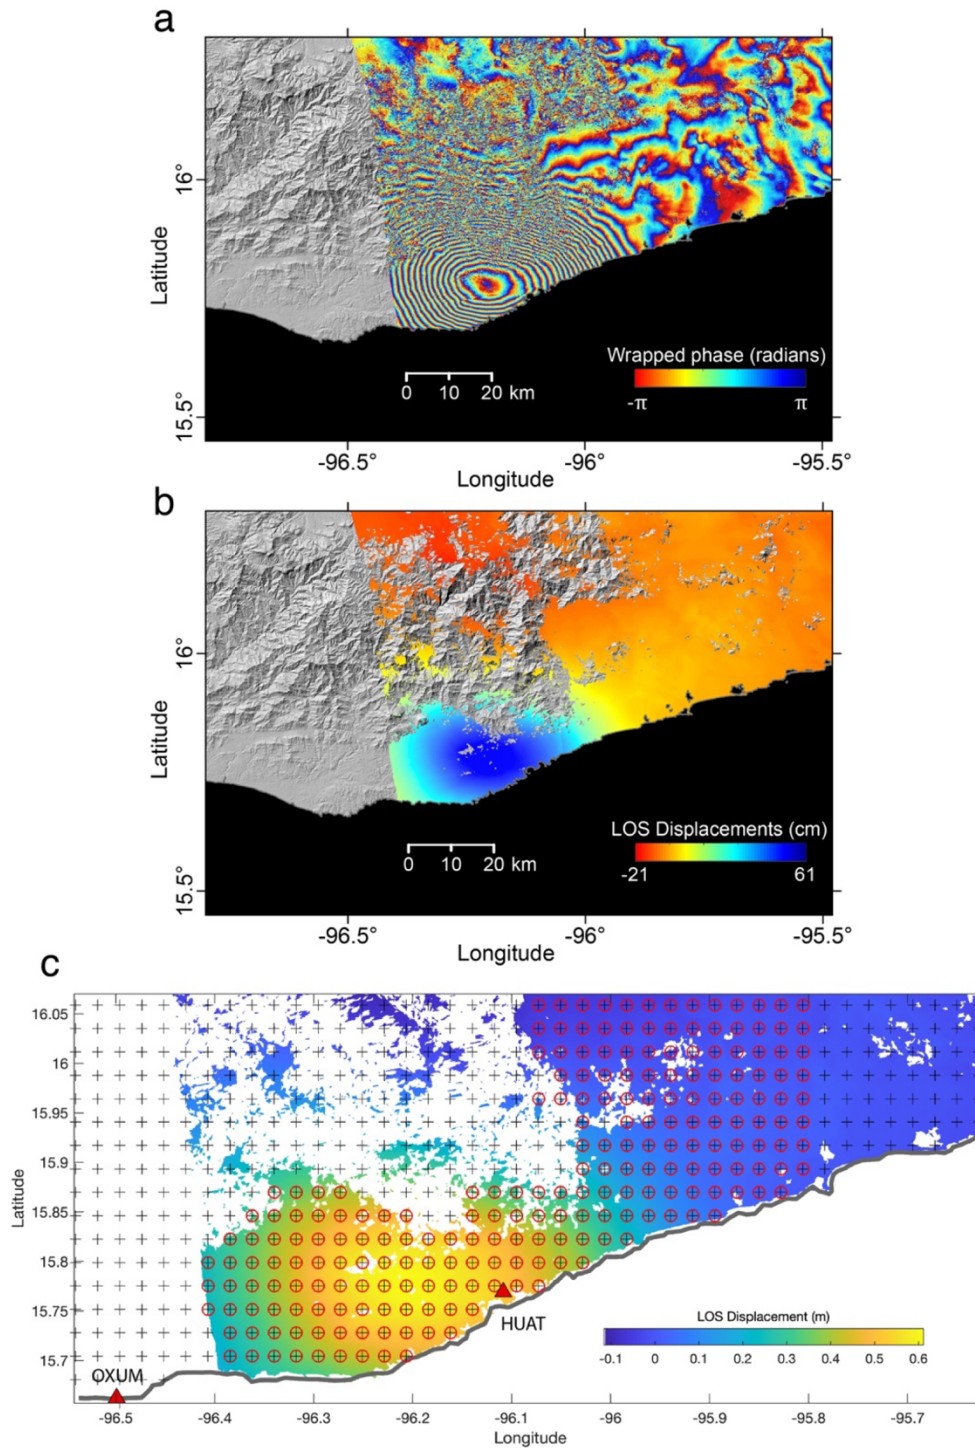 a
16°
15.5°
Latitude
Wrapped phase (radians)
-π π
0 10 20 km
-96.5° -96° -95.5°
Longitude
b
16°
15.5°
Latitude
LOS Displacements (cm)
-21 61
0 10 20 km
-96.5° -96° -95.5°
Longitude
c
16.05
16
15.95
15.9
15.85
15.8
15.75
15.7
Latitude
HUAT
OXUM
LOS Displacement (m)
-0.1 0 0.1 0.2 0.3 0.4 0.5 0.6
-96.5 -96.4 -96.3 -96.2 -96.1 -96 -95.9 -95.8 -95.7
Longitude